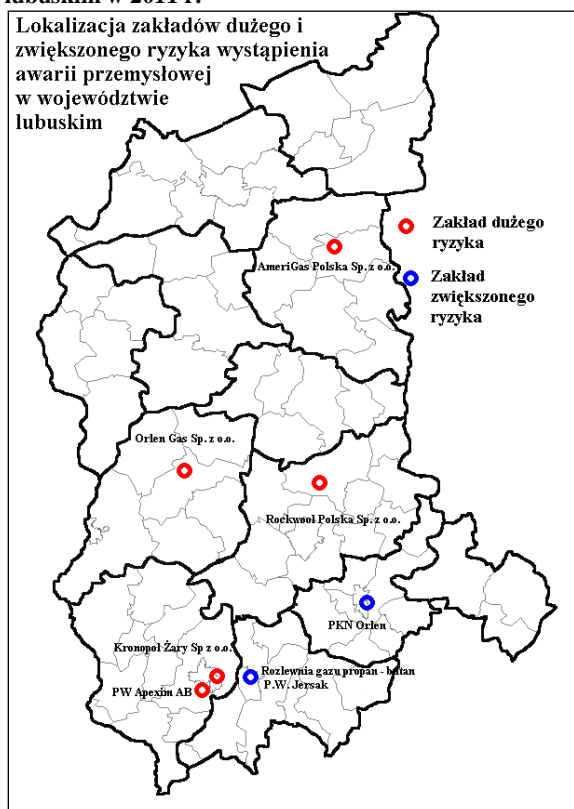 lubuskim w 2011 r.
Lokalizacja zakładów dużego i
zwiększonego ryzyka wystąpienia
awarii przemysłowej
w województwie
lubuskim
Zakład dużego
ryzyka
AmeriGas Polska Sp. z o.o.
Zakład
zwiększonego
ryzyka
Orlen Gas Sp. z o.o.
Rockwool Polska Sp. z o.o.
PKN Orlen
Kronopol Żary Sp z o.o.
Rozlewnia gazu propan - butan
P.W. Jersak
PW Apexim AB